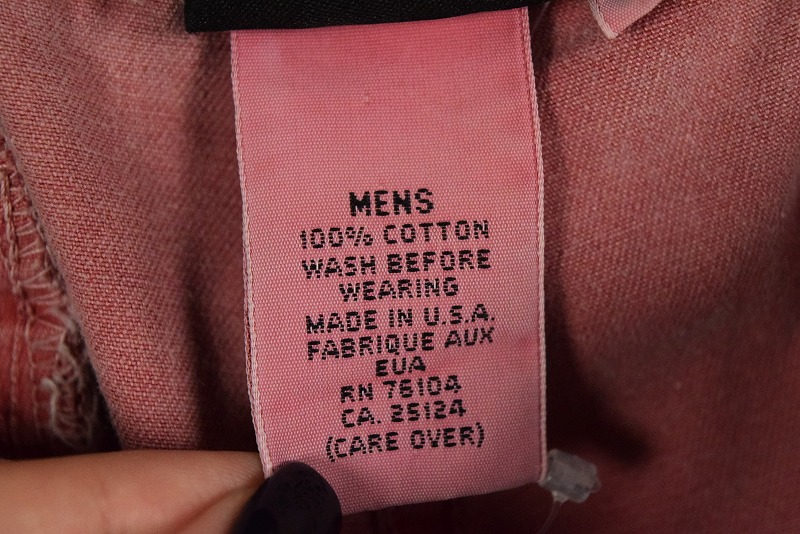 MENS
100% COTTON
WASH BEFORE
WEARING
MADE IN U.S.A.
FABRIQUE AUX
EUA
RN 76104
CA. 25124
(CARE OVER)